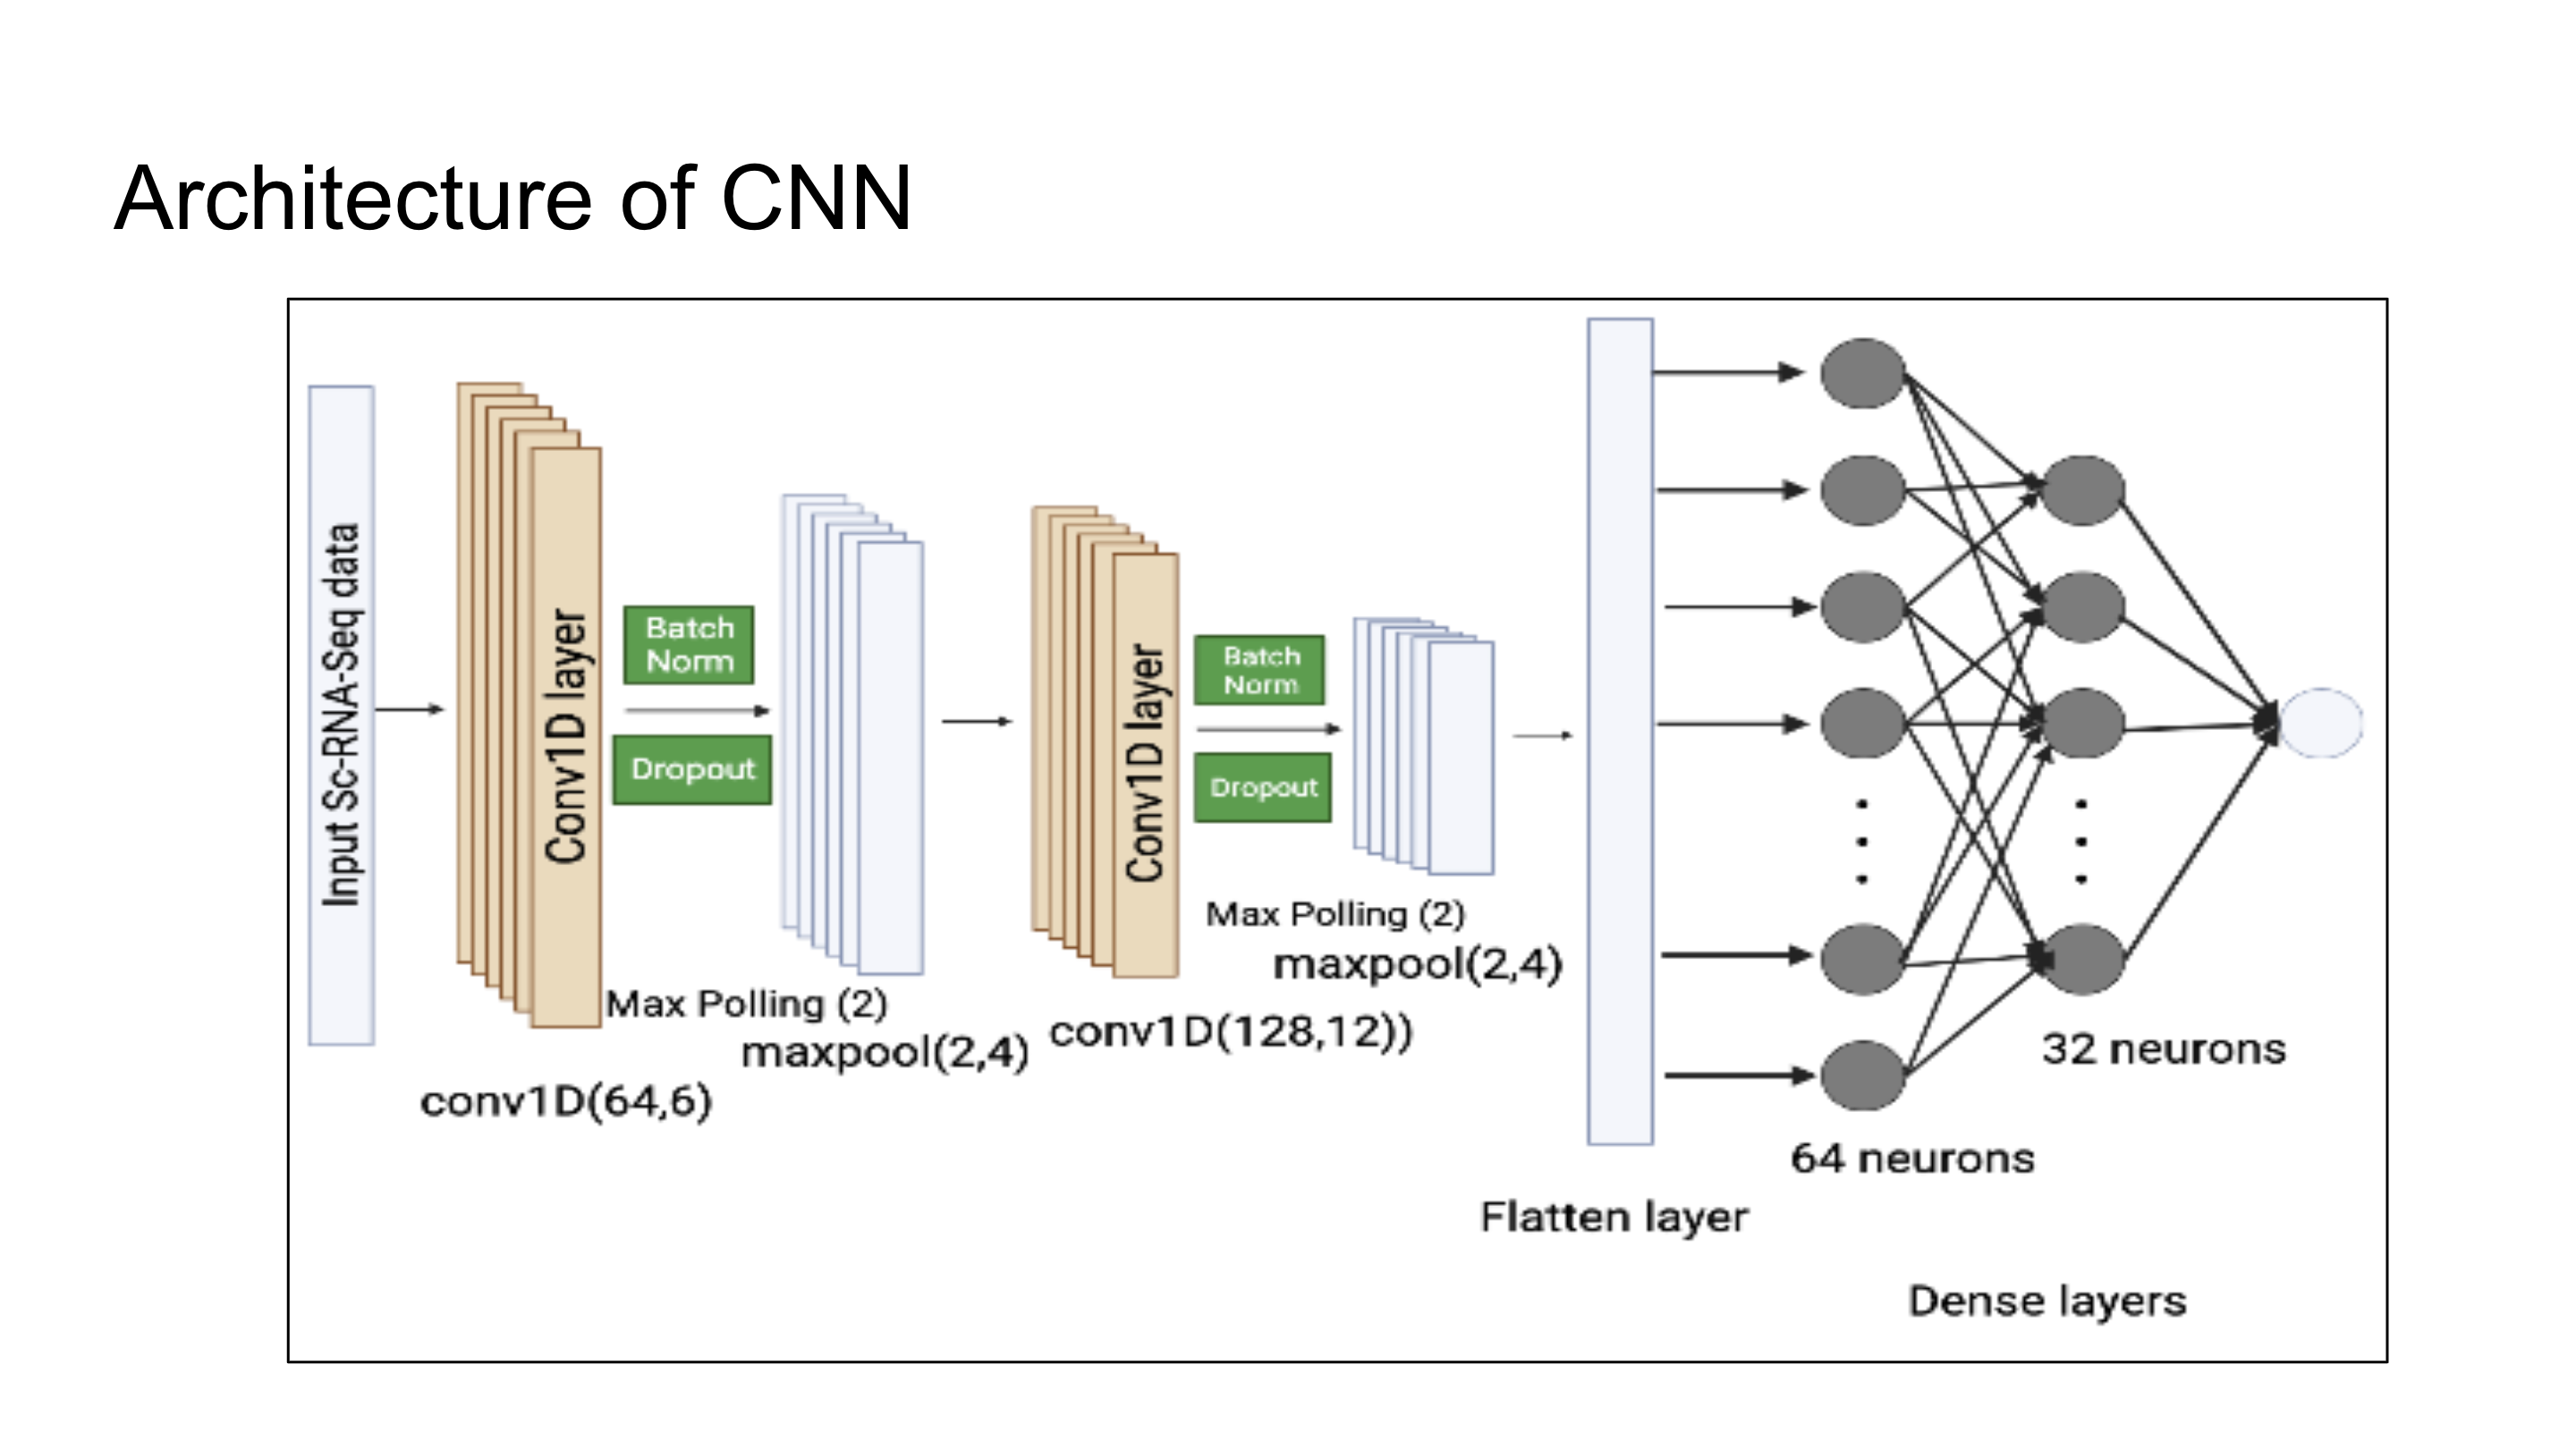 Architecture of CNN
Input Sc-RNA-Seq data
Conv1D layer
Batch
Norm
Dropout
Max Polling (2)
maxpool(2,4)
conv1D(64,6)
Conv1D layer
Batch
Norm
Dropout
Max Polling (2)
maxpool(2,4)
conv1D(128,12))
Flatten layer
64 neurons
32 neurons
Dense layers